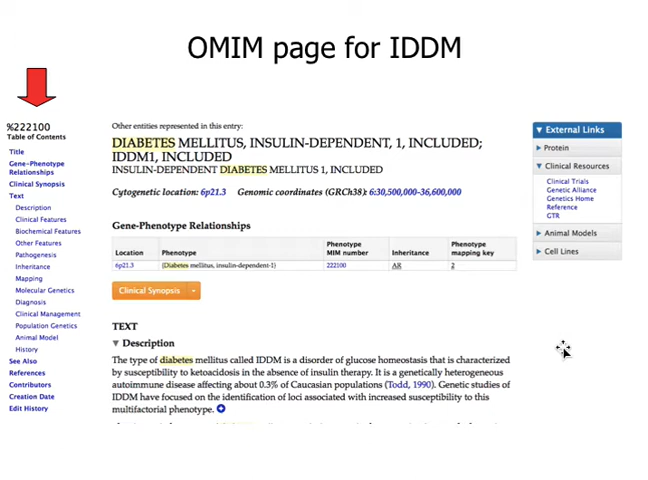 OMIM page for IDDM
%222100
Table of Contents
Title
Gene-Phenotype
Relationships
Clinical Synopsis
Text
Description
Clinical Features
Biochemical Features
Other Features
Pathogenesis
Inheritance
Mapping
Molecular Genetics
Diagnosis
Clinical Management
Population Genetics
Animal Model
History
See Also
References
Contributors
Creation Date
Edit History
Other entities represented in this entry:
DIABETES MELLITUS, INSULIN-DEPENDENT, 1, INCLUDED;
IDDM1, INCLUDED
INSULIN-DEPENDENT DIABETES MELLITUS 1, INCLUDED
Cytogenetic location: 6p21.3 Genomic coordinates (GRCh38): 6:30,500,000-36,600,000
Gene-Phenotype Relationships
Location Phenotype Phenotype MIM number Inheritance Phenotype mapping key
6p21.3 {Diabetes mellitus, insulin-dependent-1} 222100 AR 2
Clinical Synopsis
TEXT
Description
The type of diabetes mellitus called IDDM is a disorder of glucose homeostasis that is characterized
by susceptibility to ketoacidosis in the absence of insulin therapy. It is a genetically heterogeneous
autoimmune disease affecting about 0.3% of Caucasian populations (Todd, 1990). Genetic studies of
IDDM have focused on the identification of loci associated with increased susceptibility to this
multifactorial phenotype.
External Links
Protein
Clinical Resources
Clinical Trials
Genetic Alliance
Genetics Home
Reference
GTR
Animal Models
Cell Lines